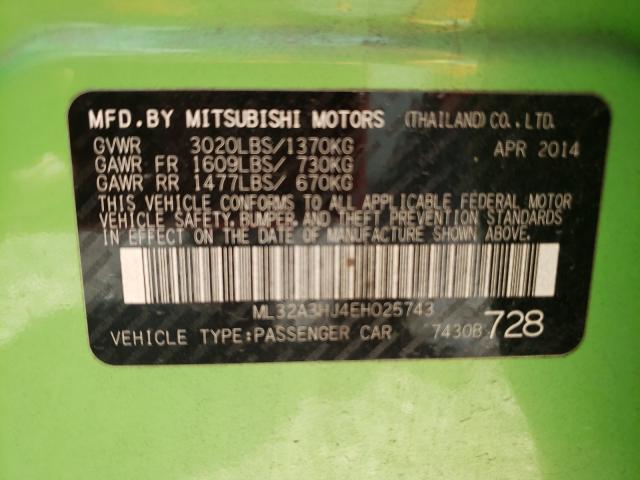 MFD.BY MITSUBISHI MOTORS (THAILAND) CO., LTD.
GVWR 3020LBS/1370KG APR 2014
GAWR FR 1609LBS/ 730KG
GAWR RR 1477LBS/ 670KG
THIS VEHICLE CONFORMS TO ALL APPLICABLE FEDERAL MOTOR
VEHICLE SAFETY, BUMPER, AND THEFT PREVENTION STANDARDS
IN EFFECT ON THE DATE OF MANUFACTURE SHOWN ABOVE.
ML32A3HJ4EH025743
VEHICLE TYPE:PASSENGER CAR 7430B 728